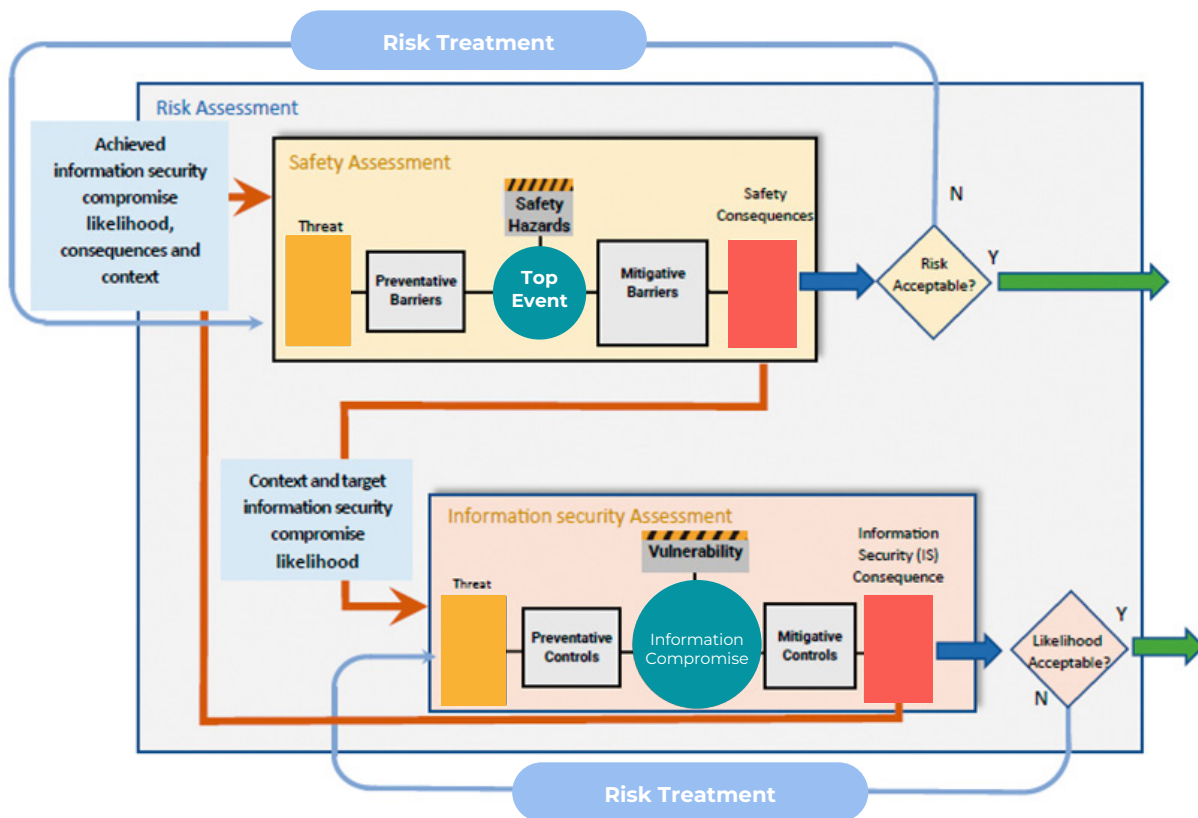 Risk Treatment
Risk Assessment
Achieved
information security
compromise
likelihood,
consequences and
context
Safety Assessment
Threat
Preventative
Barriers
Safety
Hazards
Top
Event
Mitigative
Barriers
Safety
Consequences
Risk
Acceptable?
N
Y
Context and target
information security
compromise
likelihood
Information security Assessment
Threat
Preventative
Controls
Vulnerability
Information
Compromise
Mitigative
Controls
Information
Security (IS)
Consequence
Likelihood
Acceptable?
Y
N
Risk Treatment